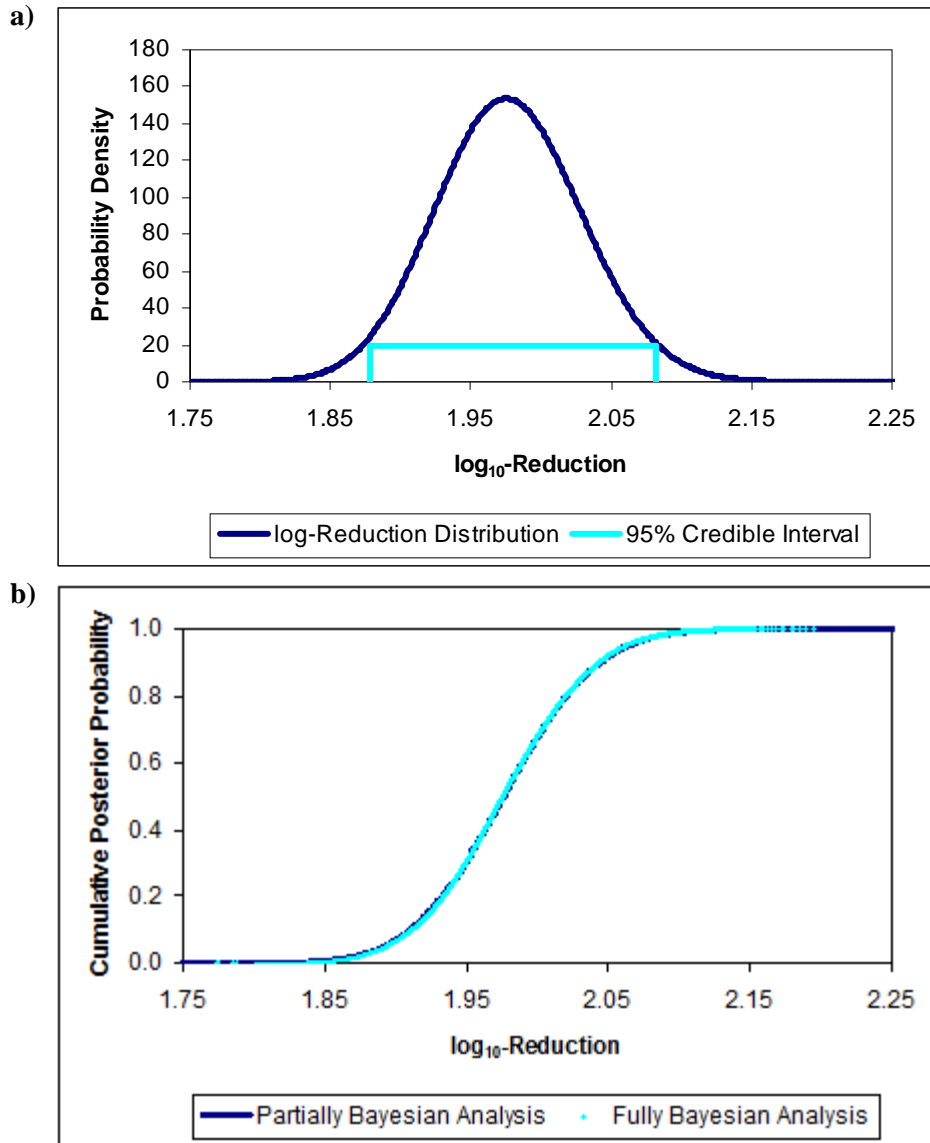 a)
180
160
140
120
100
80
60
40
20
0
Probability Density
1.75 1.85 1.95 2.05 2.15 2.25
log₁₀-Reduction
log-Reduction Distribution 95% Credible Interval
b)
1.0
0.8
0.6
0.4
0.2
0.0
Cumulative Posterior Probability
1.75 1.85 1.95 2.05 2.15 2.25
log₁₀-Reduction
Partially Bayesian Analysis Fully Bayesian Analysis